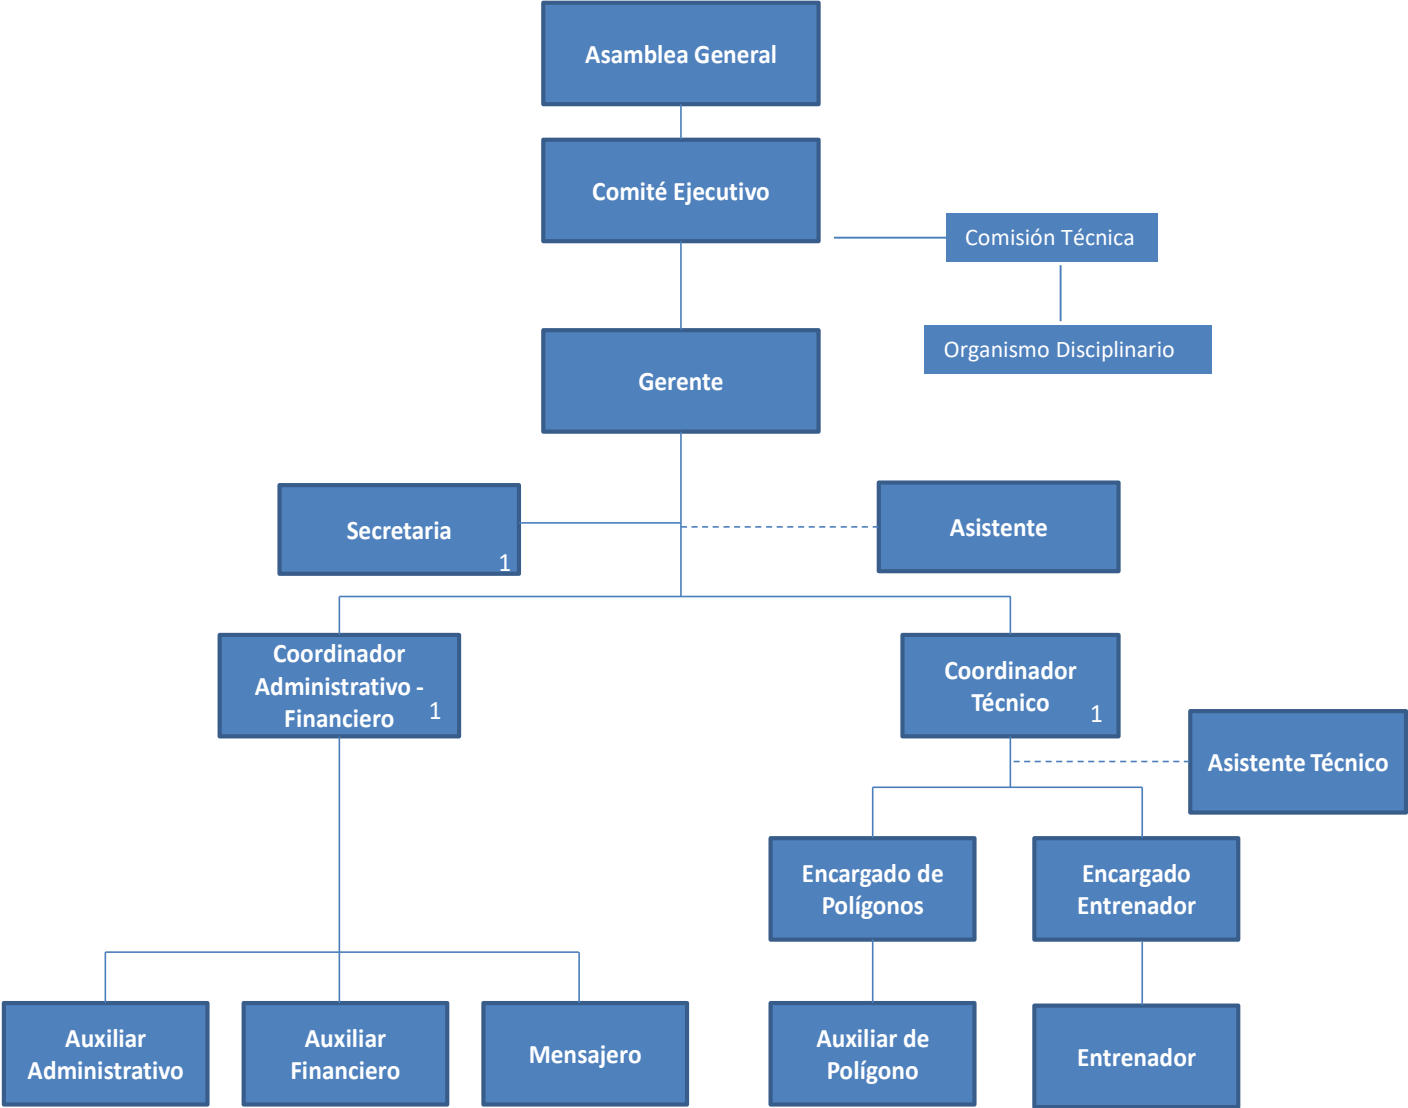 Asamblea General
Comité Ejecutivo
Comisión Técnica
Organismo Disciplinario
Gerente
Secretaria
1
Asistente
Coordinador
Administrativo -
Financiero
1
Coordinador
Técnico
1
Asistente Técnico
Encargado de
Polígonos
Encargado
Entrenador
Auxiliar
Administrativo
Auxiliar
Financiero
Mensajero
Auxiliar de
Polígono
Entrenador